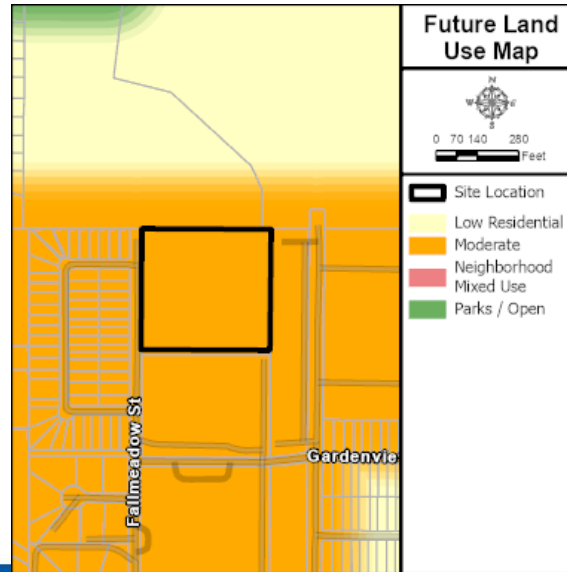 Future Land
Use Map
N
W E
S
0 70 140 280
Feet
Site Location
Low Residential
Moderate
Neighborhood
Mixed Use
Parks / Open
Fallmeadow St
Gardenvie